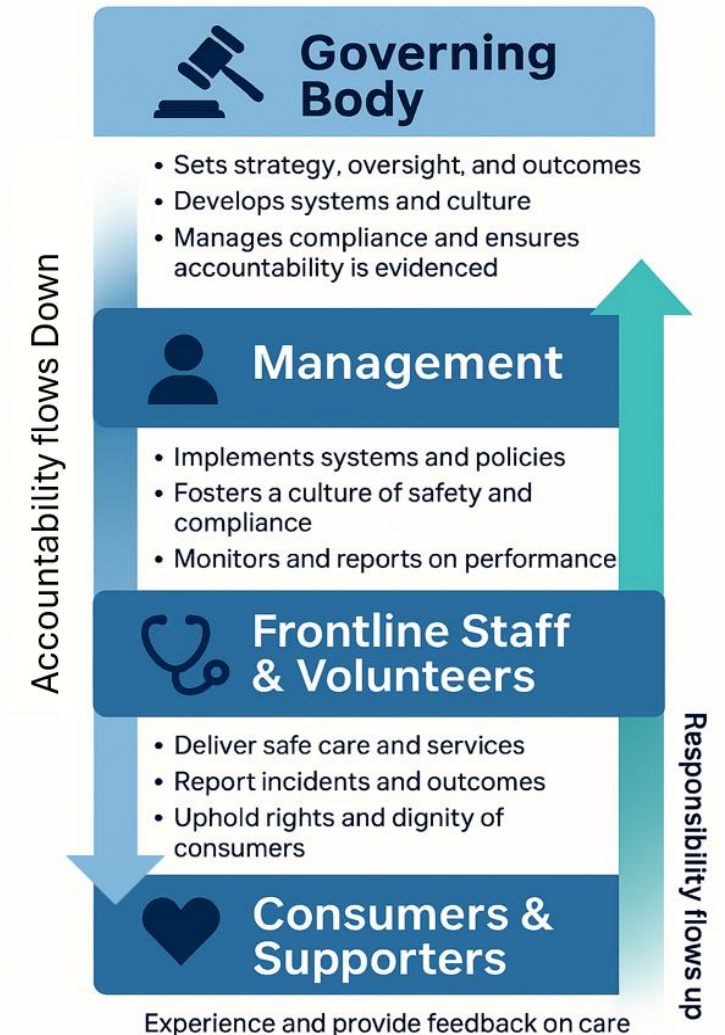 Governing
Body
• Sets strategy, oversight, and outcomes
• Develops systems and culture
• Manages compliance and ensures
accountability is evidenced
Accountability flows Down
Management
• Implements systems and policies
• Fosters a culture of safety and
compliance
• Monitors and reports on performance
Frontline Staff
& Volunteers
• Deliver safe care and services
• Report incidents and outcomes
• Uphold rights and dignity of
consumers
Responsibility flows up
Consumers &
Supporters
Experience and provide feedback on care